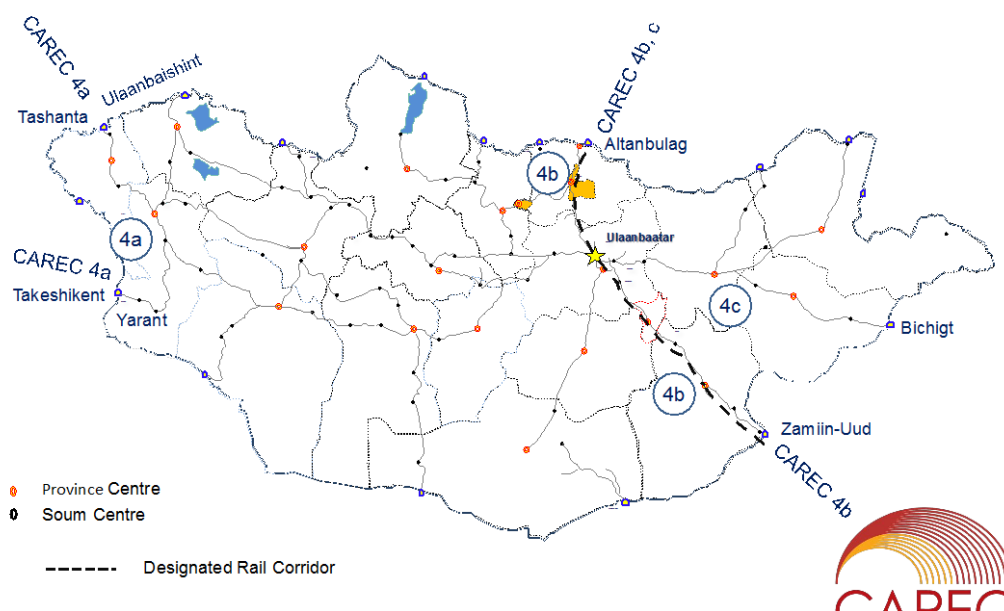 CAREC 4a
Ulaanbaishint
Tashanta
CAREC 4b, c
Altanbulag
4b
4a
Ulaanbaatar
CAREC 4a
Takeshikent
Yarant
4c
Bichigt
4b
Zamiin-Uud
CAREC 4b
Province Centre
Soum Centre
Designated Rail Corridor
CAREC